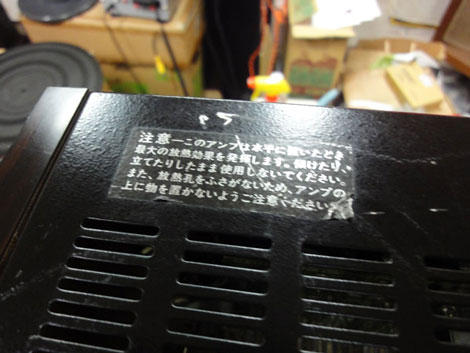 注意―このアンプは水平に置いたとき
最大の放熱効果を発揮します。傾けたり、
立てたりしたまま使用しないでください。
また、放熱孔をふさがないため、アンプの
上に物を置かないようご注意ください。